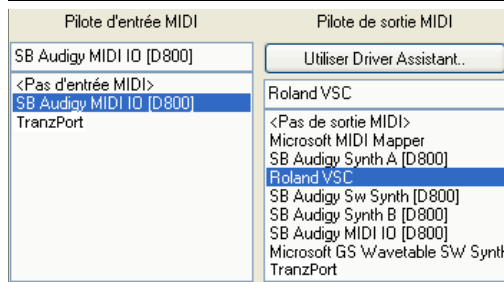 Pilote d'entrée MIDI
SB Audigy MIDI IO [D800]
<Pas d'entrée MIDI>
SB Audigy MIDI IO [D800]
TranzPort
Pilote de sortie MIDI
Utiliser Driver Assistant..
Roland VSC
<Pas de sortie MIDI>
Microsoft MIDI Mapper
SB Audigy Synth A [D800]
Roland VSC
SB Audigy Sw Synth [D800]
SB Audigy Synth B [D800]
SB Audigy MIDI IO [D800]
Microsoft GS Wavetable SW Synth
TranzPort